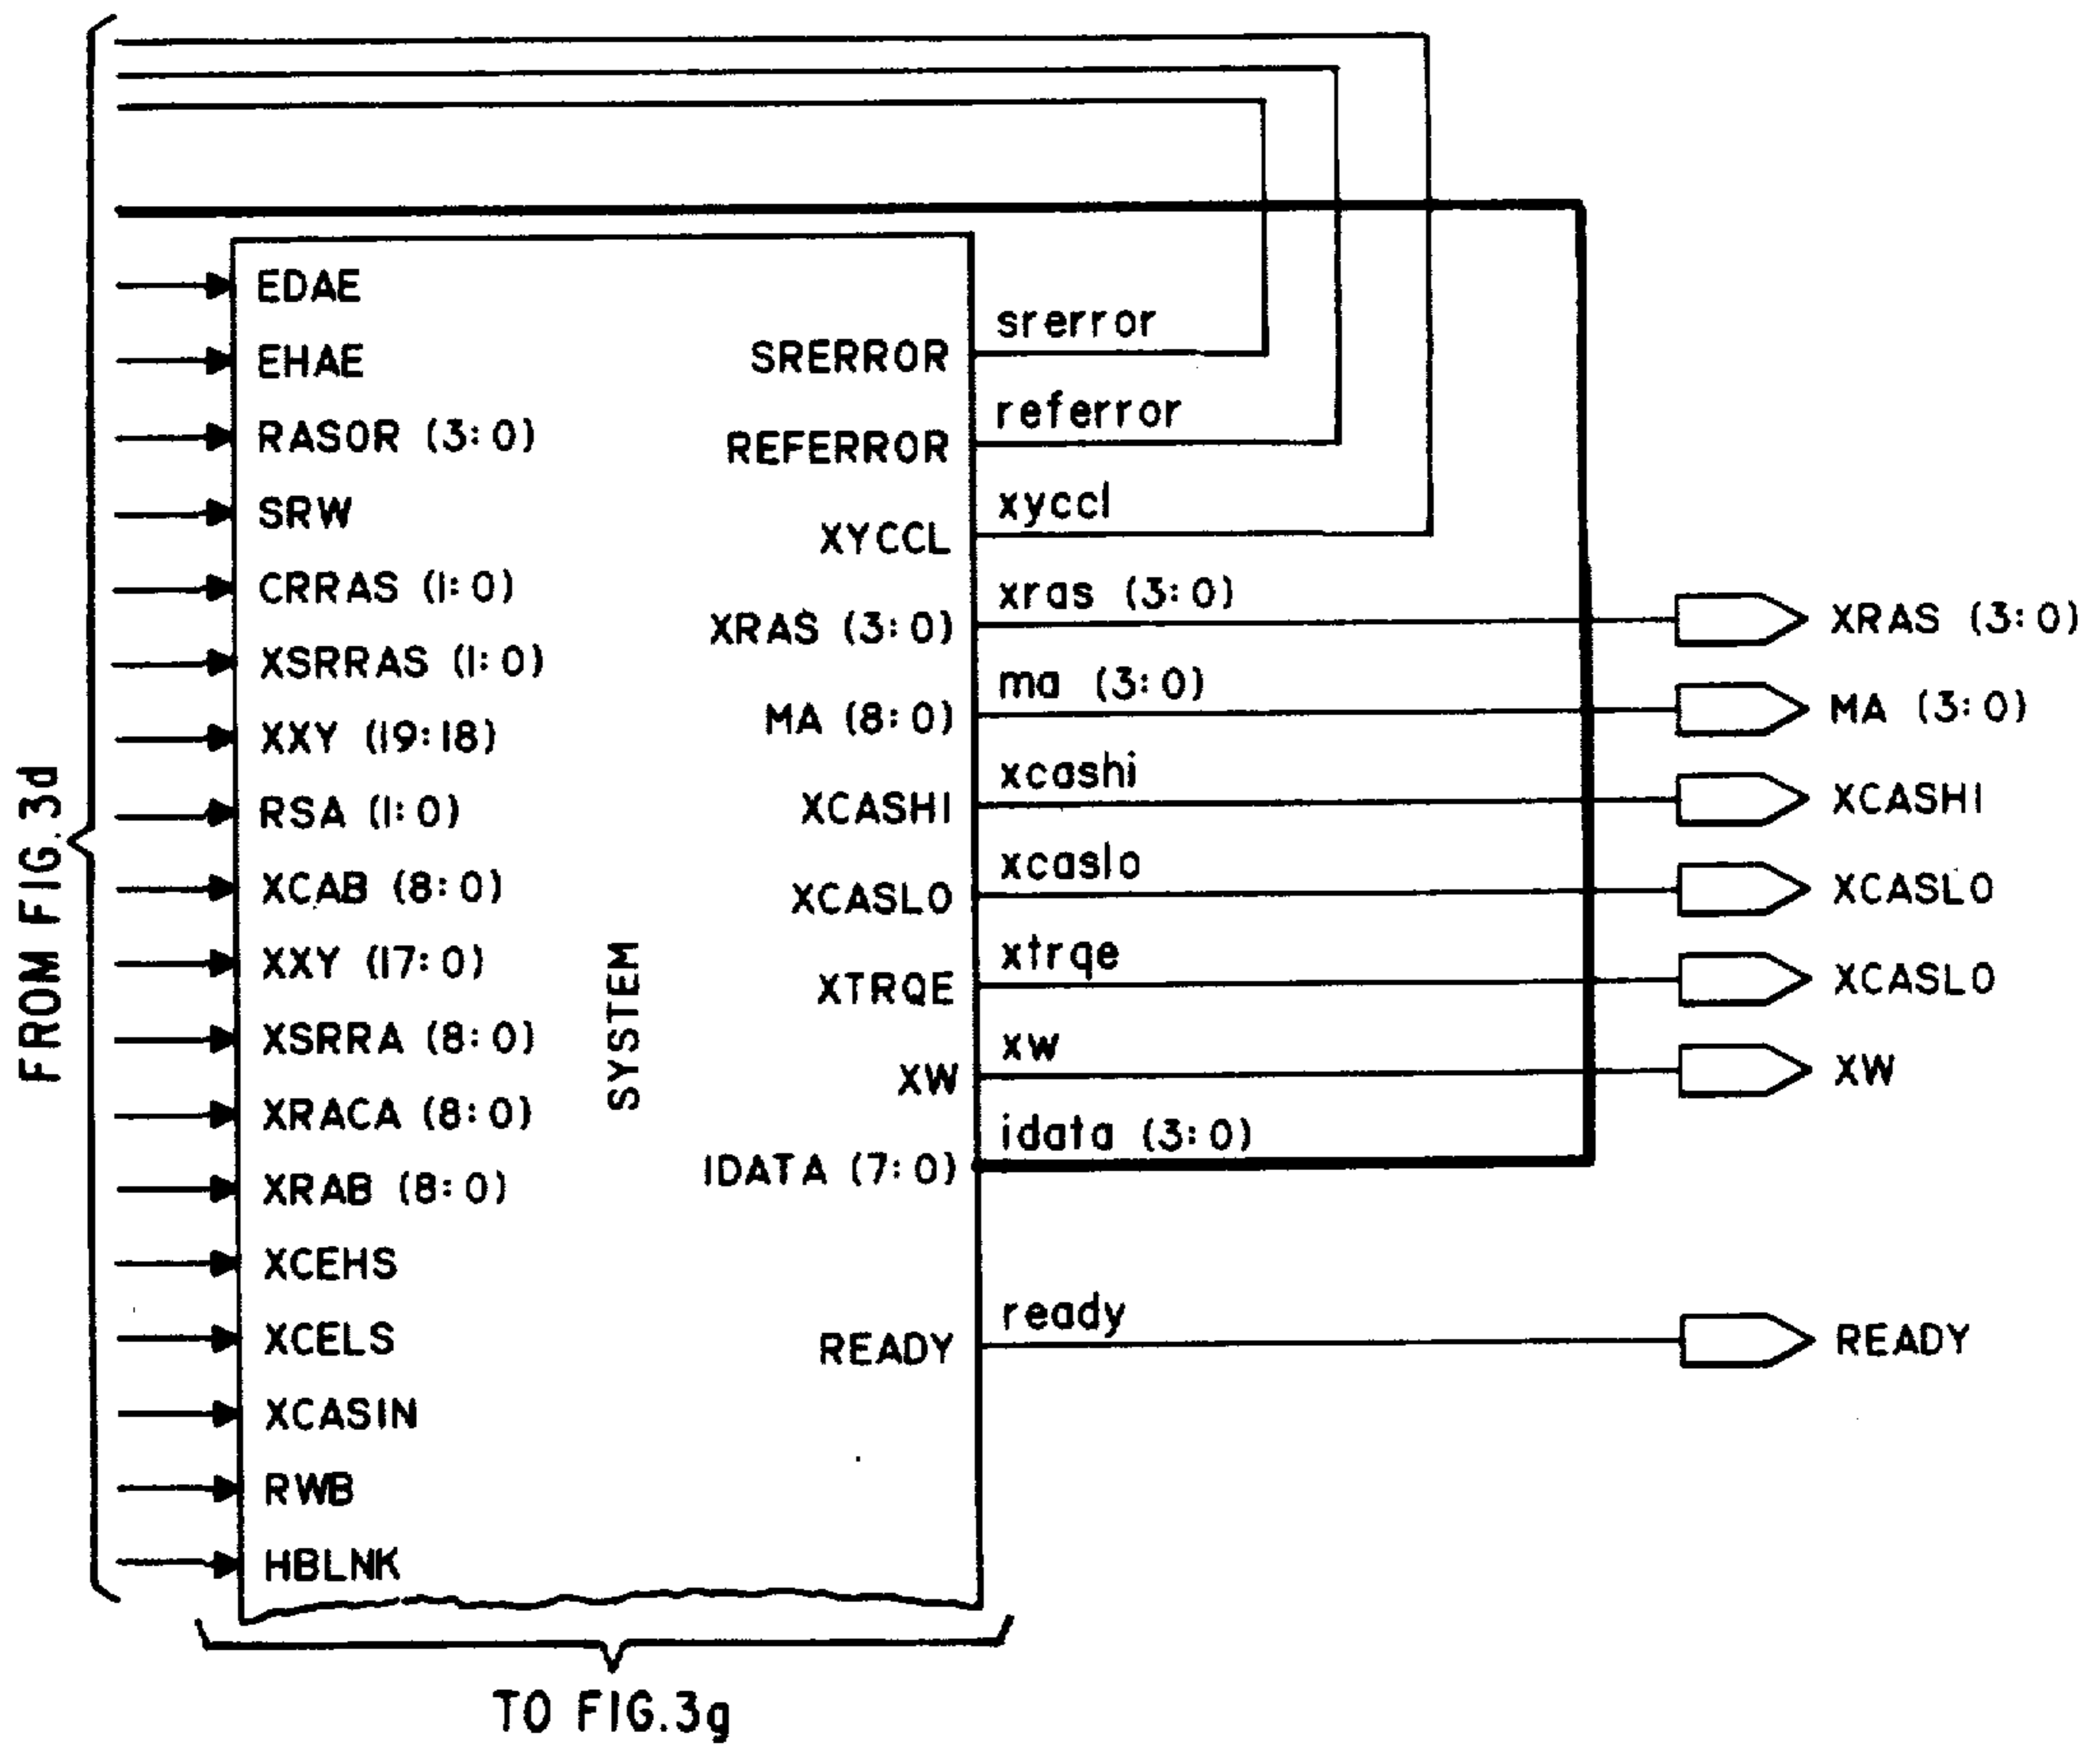 EDAE
EHAE
RASOR (3:0)
SRW
CRRAS (1:0)
XSRRAS (1:0)
XXY (19:18)
RSA (1:0)
XCAB (8:0)
XXY (17:0)
XSRRA (8:0)
XRACA (8:0)
XRAB (8:0)
XCEHS
XCELS
XCASIN
RWB
HBLNK
FROM FIG.3d
SYSTEM
srerror
SRERROR
referror
REFERROR
xyccl
XYCCL
xras (3:0)
XRAS (3:0)
XRAS (3:0)
ma (3:0)
MA (8:0)
MA (3:0)
xcashi
XCASHI
XCASHI
xcaslo
XCASLO
XCASLO
xtrqe
XTRQE
XCASLO
xw
XW
XW
idata (3:0)
IDATA (7:0)
ready
READY
READY
TO FIG.3g